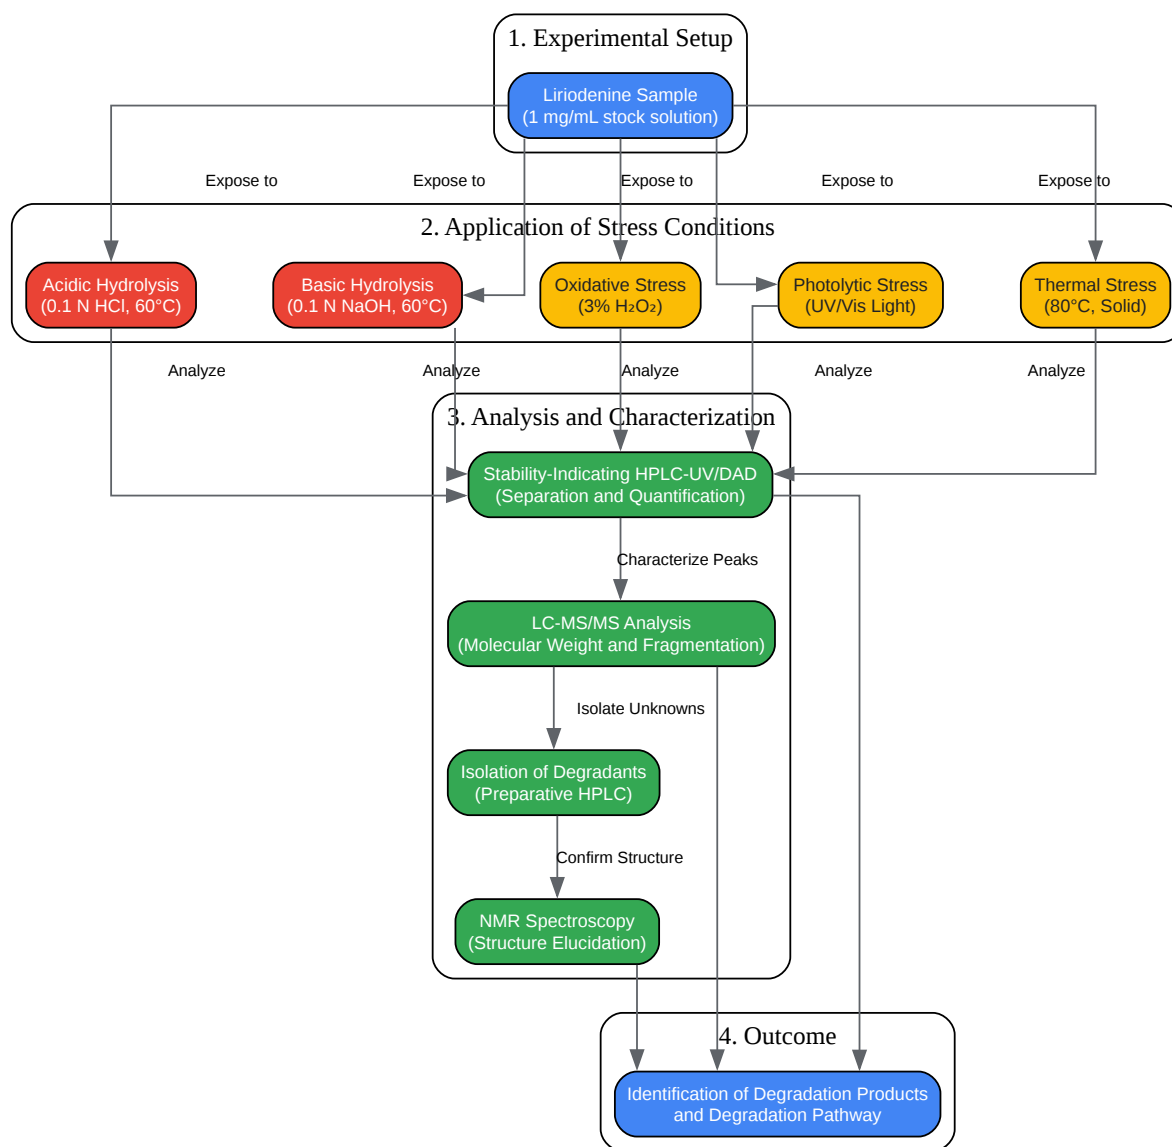 1. Experimental Setup
Liriodenine Sample
(1 mg/mL stock solution)
Expose to
Expose to
Expose to
Expose to
Expose to
2. Application of Stress Conditions
Acidic Hydrolysis
(0.1 N HCl, 60°C)
Basic Hydrolysis
(0.1 N NaOH, 60°C)
Oxidative Stress
(3% H₂O₂)
Photolytic Stress
(UV/Vis Light)
Thermal Stress
(80°C, Solid)
Analyze
Analyze
Analyze
Analyze
Analyze
3. Analysis and Characterization
Stability-Indicating HPLC-UV/DAD
(Separation and Quantification)
Characterize Peaks
LC-MS/MS Analysis
(Molecular Weight and Fragmentation)
Isolate Unknowns
Isolation of Degradants
(Preparative HPLC)
Confirm Structure
NMR Spectroscopy
(Structure Elucidation)
4. Outcome
Identification of Degradation Products
and Degradation Pathway